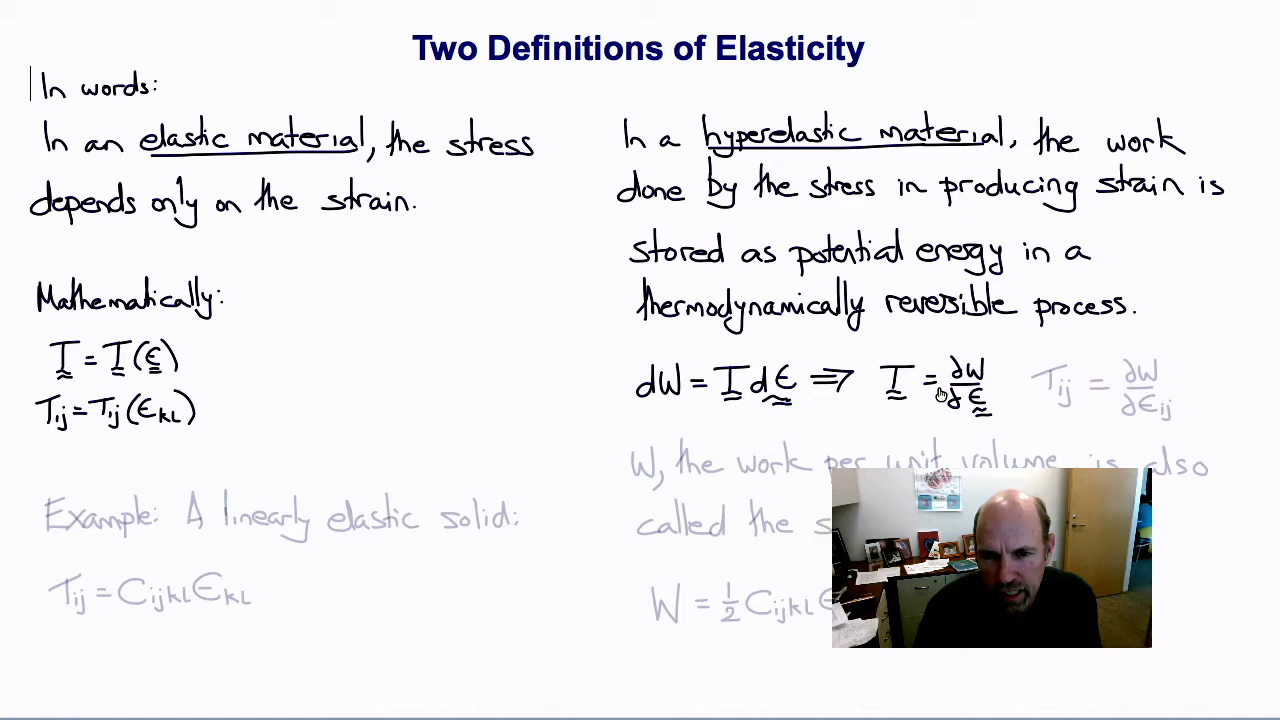 Two Definitions of Elasticity
In words:
In an elastic material, the stress
depends only on the strain.
Mathematically:
T = T(ε)
Tij = Tij(εkl)
Example: A linearly elastic solid:
Tij = Cijkl εkl
In a hyperelastic material, the work
done by the stress in producing strain is
stored as potential energy in a
thermodynamically reversible process.
dW = T dε ⇒ T = ∂W/∂ε Tij = ∂W/∂εij
W, the work per unit volume is also
called the
W = 1/2 Cijkl